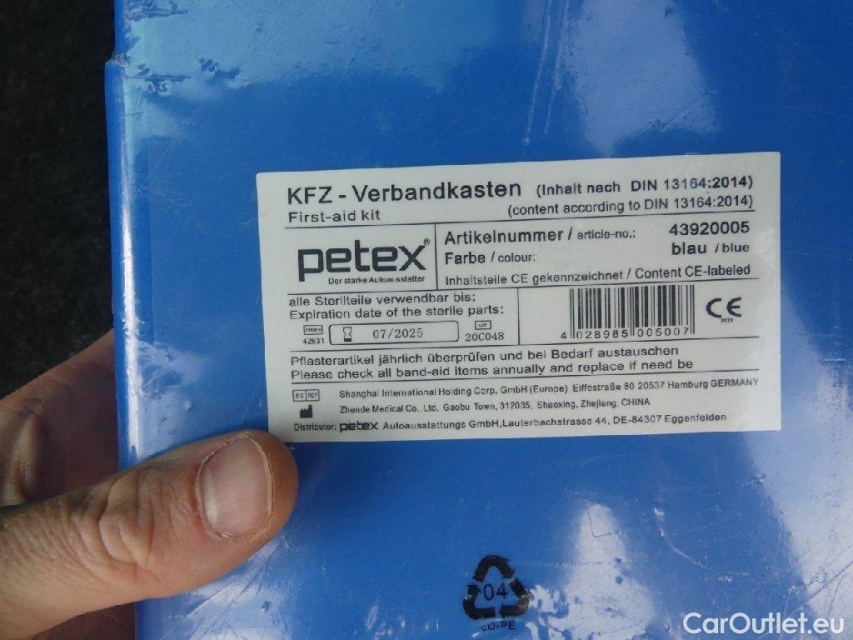 KFZ - Verbandkasten (Inhalt nach DIN 13164:2014)
First-aid kit (content according to DIN 13164:2014)
petex®
Der starke Autoausstatter
Artikelnummer / article-no.: 43920005
Farbe / colour: blau / blue
Inhaltsteile CE gekennzeichnet / Content CE-labeled
alle Sterilteile verwendbar bis:
Expiration date of the sterile parts:
42631 07/2025 LOT 20C048
4 028985 005007
CE
Pflasterartikel jährlich überprüfen und bei Bedarf austauschen
Please check all band-aid items annually and replace if need be
EC REP Shanghai International Holding Corp. GmbH (Europe). Eiffestraße 80 20537 Hamburg GERMANY
Zhende Medical Co..Ltd. Gaobu Town, 312035, Shaoxing, Zhejiang, CHINA
Distributor: petex Autoausstattungs GmbH,Lauterbachstrasse 44, DE-84307 Eggenfelden
04
LD-PE
CarOutlet.eu